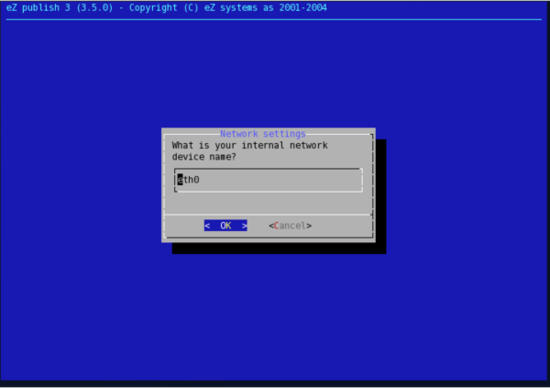 eZ publish 3 (3.5.0) - Copyright (C) eZ systems as 2001-2004
Network settings
What is your internal network
device name?
eth0
< OK > <Cancel>